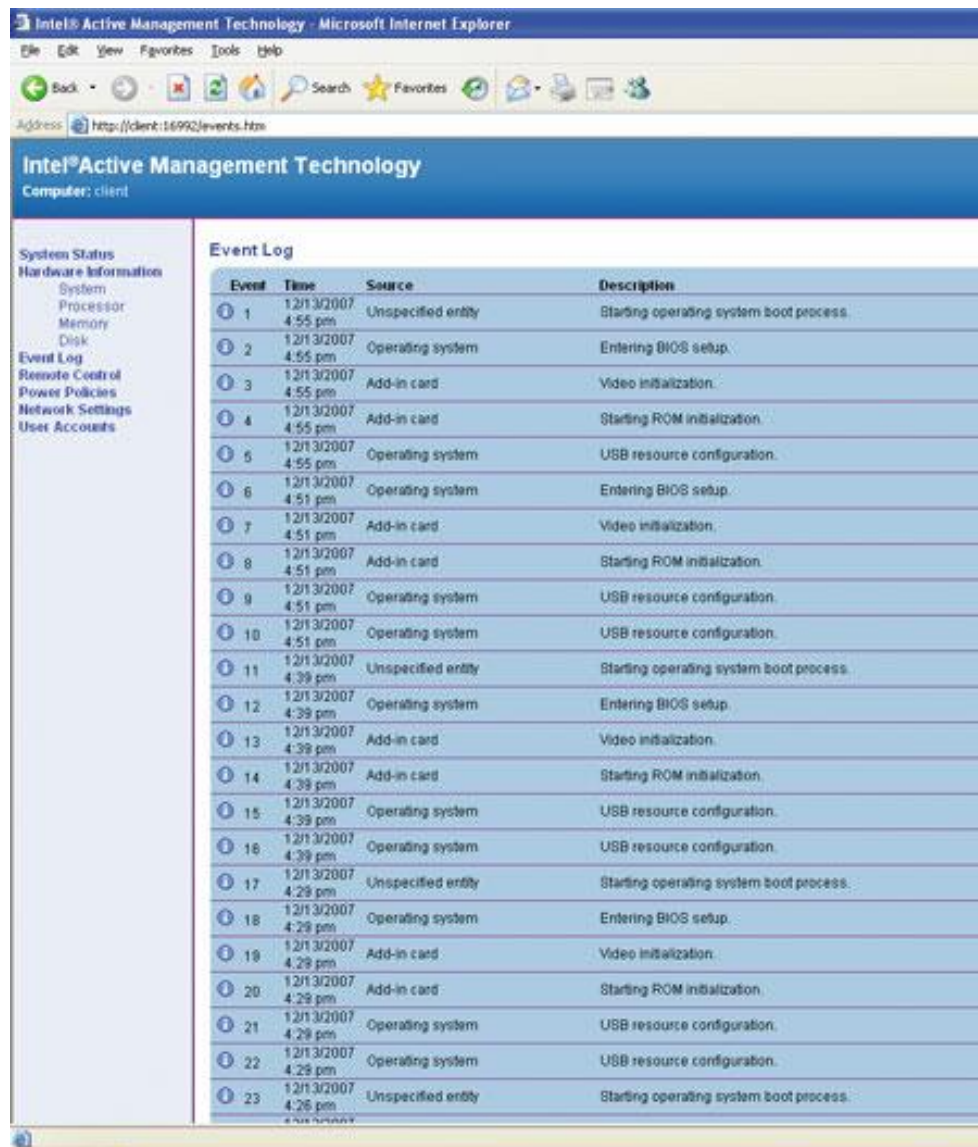 Intel® Active Management Technology - Microsoft Internet Explorer
File Edit View Favorites Tools Help
Back Search Favorites
Address http://client:16992/events.htm
Intel®Active Management Technology
Computer: client
System Status
Hardware Information
System
Processor
Memory
Disk
Event Log
Remote Control
Power Policies
Network Settings
User Accounts
Event Log
Event Time Source Description
1 12/13/2007 4:55 pm Unspecified entity Starting operating system boot process.
2 12/13/2007 4:55 pm Operating system Entering BIOS setup.
3 12/13/2007 4:55 pm Add-in card Video initialization.
4 12/13/2007 4:55 pm Add-in card Starting ROM initialization.
5 12/13/2007 4:55 pm Operating system USB resource configuration.
6 12/13/2007 4:51 pm Operating system Entering BIOS setup.
7 12/13/2007 4:51 pm Add-in card Video initialization.
8 12/13/2007 4:51 pm Add-in card Starting ROM initialization.
9 12/13/2007 4:51 pm Operating system USB resource configuration.
10 12/13/2007 4:51 pm Operating system USB resource configuration.
11 12/13/2007 4:39 pm Unspecified entity Starting operating system boot process.
12 12/13/2007 4:39 pm Operating system Entering BIOS setup.
13 12/13/2007 4:39 pm Add-in card Video initialization.
14 12/13/2007 4:39 pm Add-in card Starting ROM initialization.
15 12/13/2007 4:39 pm Operating system USB resource configuration.
16 12/13/2007 4:39 pm Operating system USB resource configuration.
17 12/13/2007 4:29 pm Unspecified entity Starting operating system boot process.
18 12/13/2007 4:29 pm Operating system Entering BIOS setup.
19 12/13/2007 4:29 pm Add-in card Video initialization.
20 12/13/2007 4:29 pm Add-in card Starting ROM initialization.
21 12/13/2007 4:29 pm Operating system USB resource configuration.
22 12/13/2007 4:29 pm Operating system USB resource configuration.
23 12/13/2007 4:26 pm Unspecified entity Starting operating system boot process.